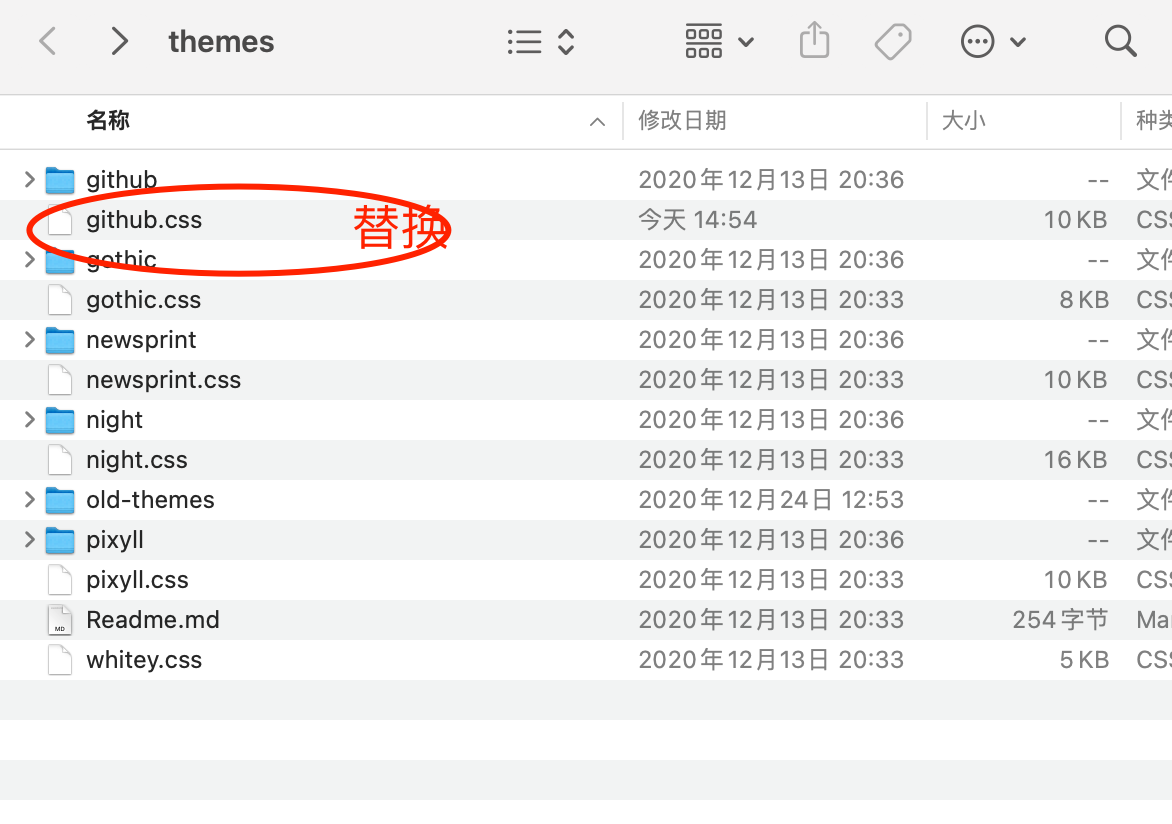 themes
名称 修改日期 大小 种类
github 2020年12月13日 20:36 -- 文件
github.css 今天 14:54 10 KB CSS
替换
gothic 2020年12月13日 20:36 -- 文件
gothic.css 2020年12月13日 20:33 8 KB CSS
newsprint 2020年12月13日 20:36 -- 文件
newsprint.css 2020年12月13日 20:33 10 KB CSS
night 2020年12月13日 20:36 -- 文件
night.css 2020年12月13日 20:33 16 KB CSS
old-themes 2020年12月24日 12:53 -- 文件
pixyll 2020年12月13日 20:36 -- 文件
pixyll.css 2020年12月13日 20:33 10 KB CSS
MD
Readme.md 2020年12月13日 20:33 254 字节 Mar
whitey.css 2020年12月13日 20:33 5 KB CSS